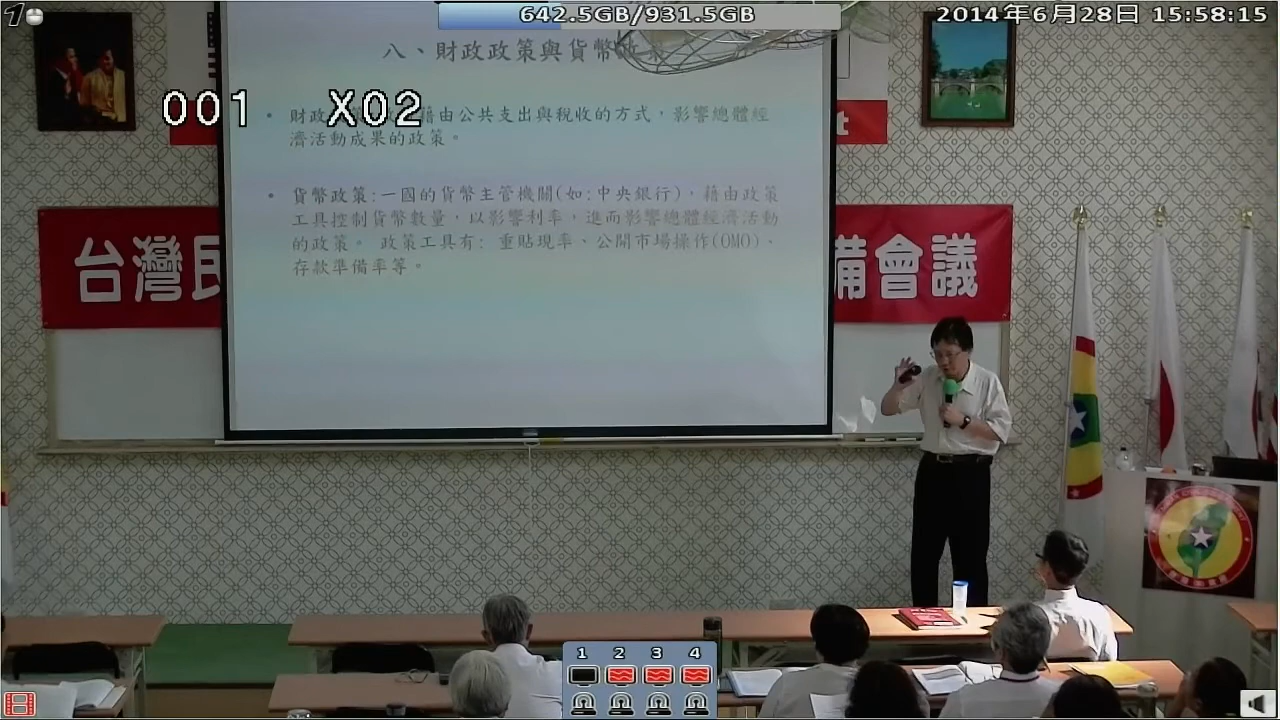 642.5GB/931.5GB
2014年6月28日 15:58:15
八、財政政策與貨幣政策
001 X02
財政 藉由公共支出與稅收的方式，影響總體經
濟活動成果的政策。
t
貨幣政策:一國的貨幣主管機關(如:中央銀行)，藉由政策
工具控制貨幣數量，以影響利率，進而影響總體經濟活動
的政策。 政策工具有: 重貼現率、公開市場操作(OMO)、
存款準備率等。
台灣民 備會議
1 2 3 4